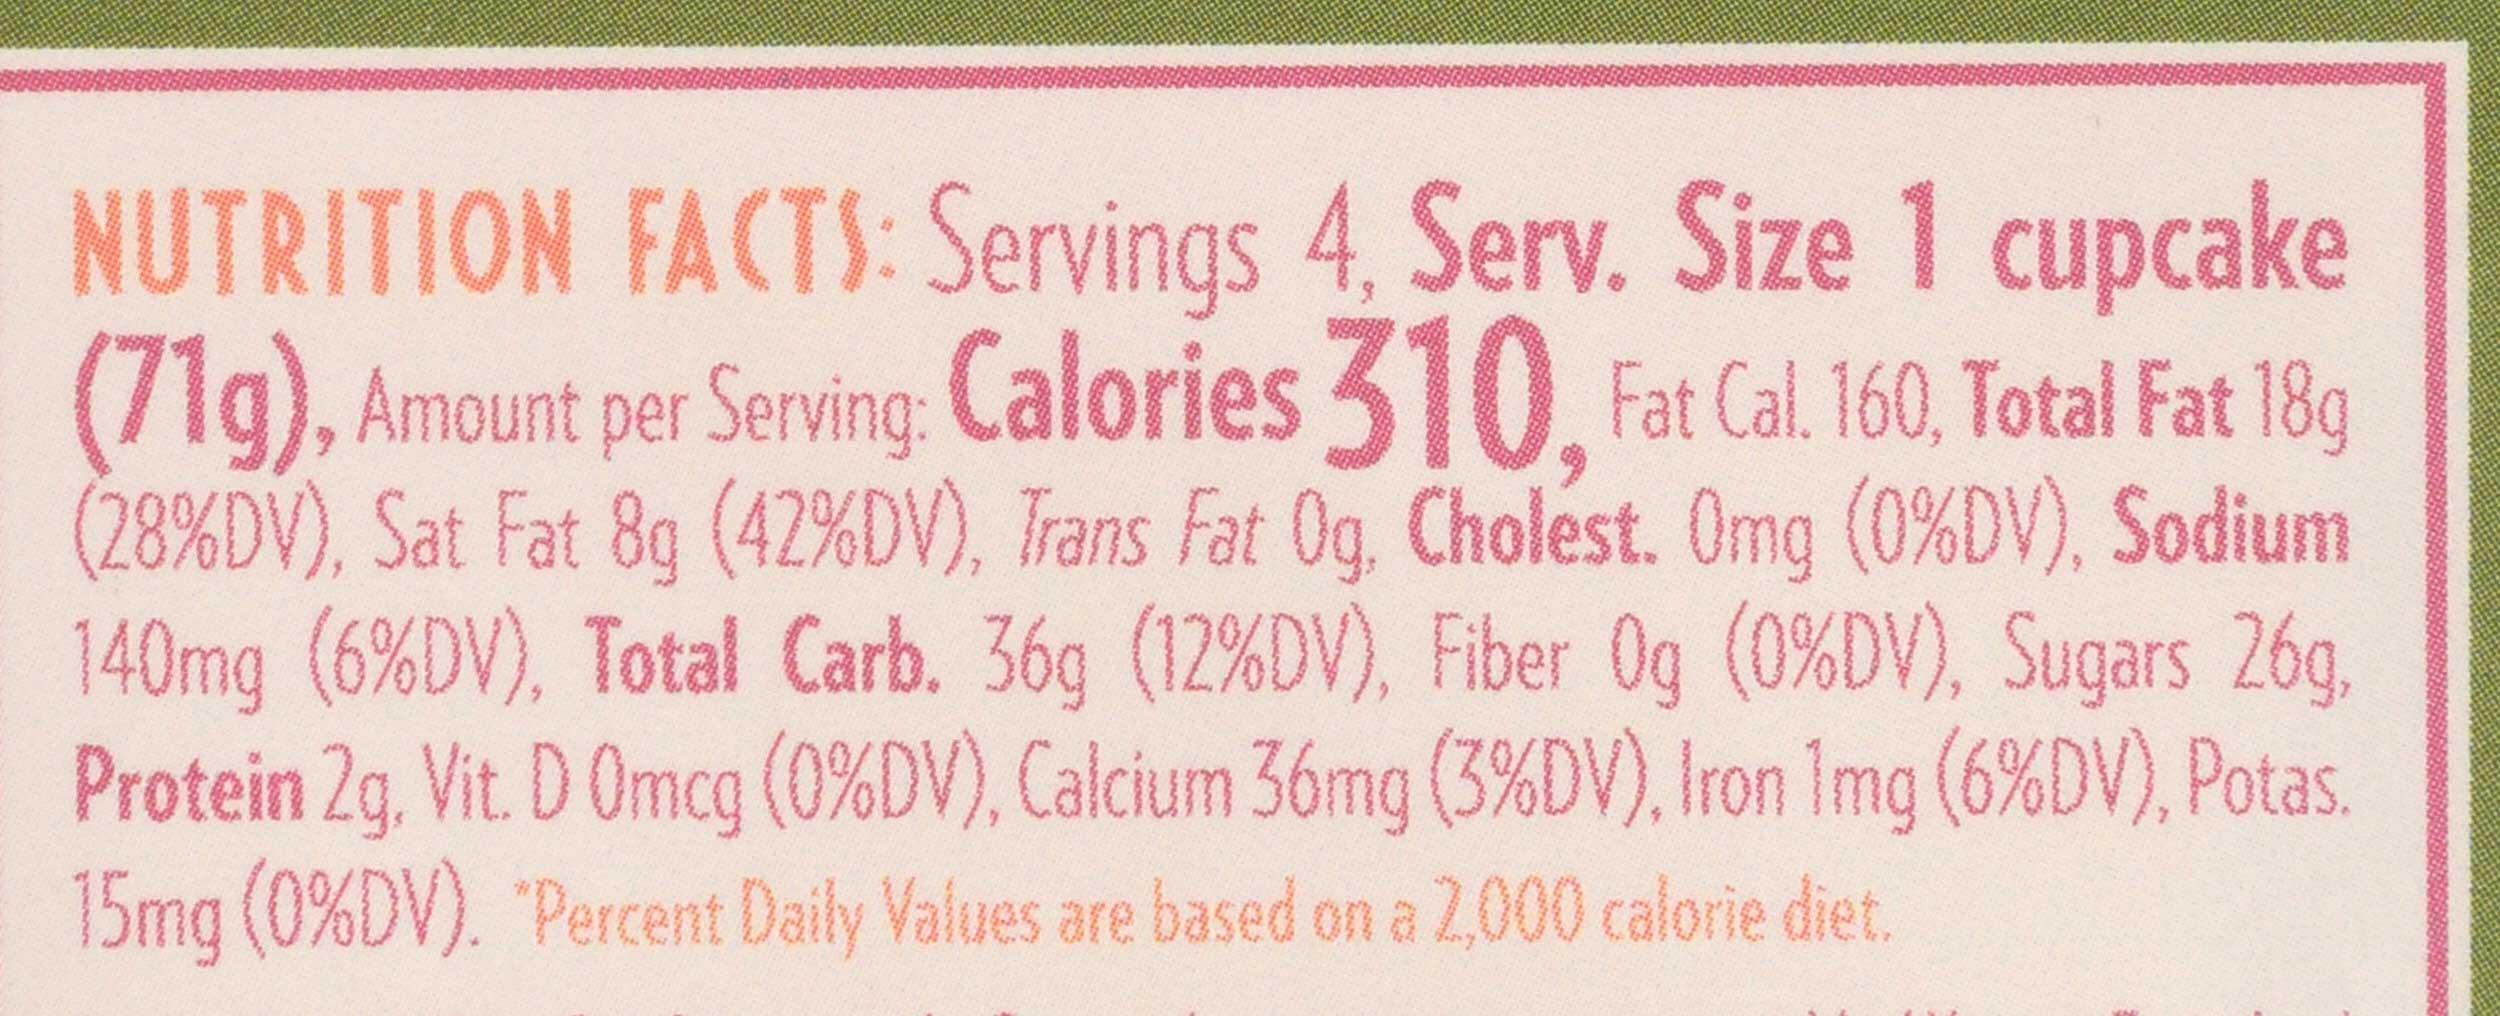 NUTRITION FACTS: Servings 4, Serv. Size 1 cupcake
(71g), Amount per Serving: Calories 310, Fat Cal. 160, Total Fat 18g
(28%DV), Sat Fat 8g (42%DV), Trans Fat 0g, Cholest. 0mg (0%DV), Sodium
140mg (6%DV), Total Carb. 36g (12%DV), Fiber 0g (0%DV), Sugars 26g,
Protein 2g, Vit. D 0mcg (0%DV), Calcium 36mg (3%DV), Iron 1mg (6%DV), Potas.
15mg (0%DV). *Percent Daily Values are based on a 2,000 calorie diet.